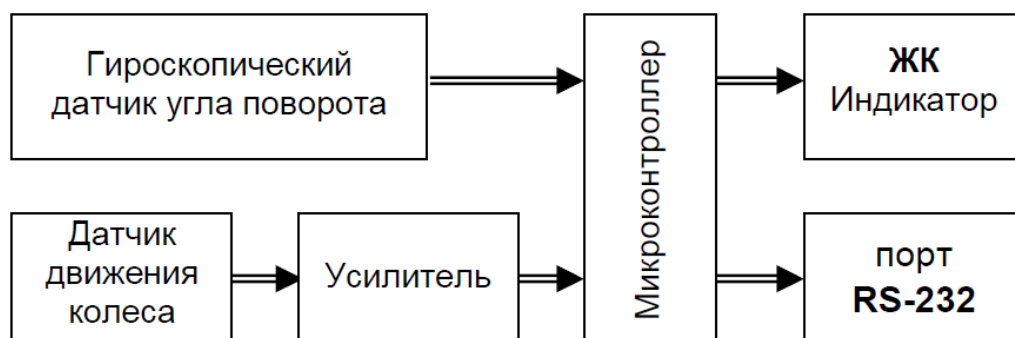 Гироскопический
датчик угла поворота
Микроконтроллер
ЖК
Индикатор
Датчик
движения
колеса
Усилитель
порт
RS-232